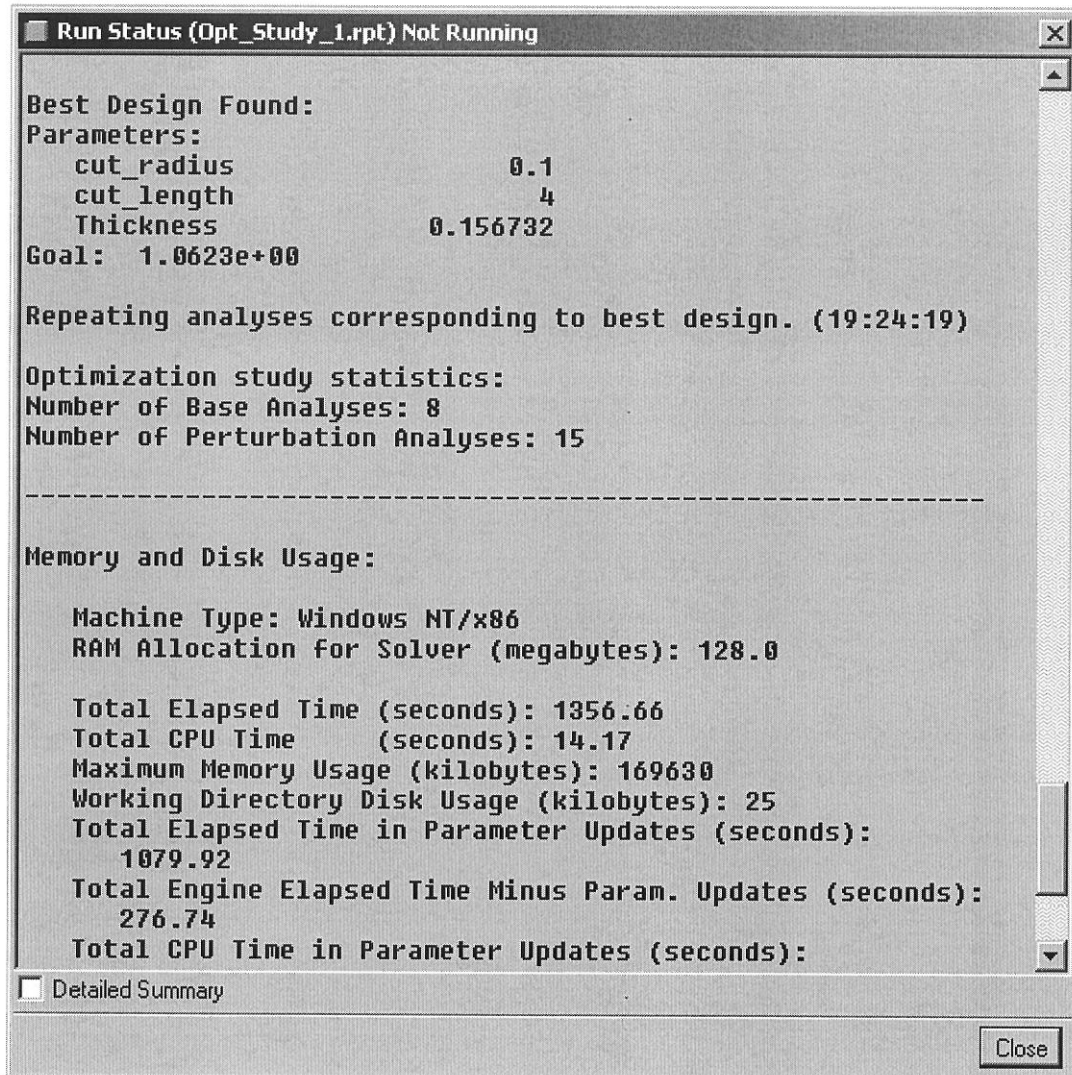 Run Status (Opt_Study_1.rpt) Not Running
Best Design Found:
Parameters:
cut_radius 0.1
cut_length 4
Thickness 0.156732
Goal: 1.0623e+00
Repeating analyses corresponding to best design. (19:24:19)
Optimization study statistics:
Number of Base Analyses: 8
Number of Perturbation Analyses: 15
------------------------------------------------------------
Memory and Disk Usage:
Machine Type: Windows NT/x86
RAM Allocation for Solver (megabytes): 128.0
Total Elapsed Time (seconds): 1356.66
Total CPU Time (seconds): 14.17
Maximum Memory Usage (kilobytes): 169630
Working Directory Disk Usage (kilobytes): 25
Total Elapsed Time in Parameter Updates (seconds):
1079.92
Total Engine Elapsed Time Minus Param. Updates (seconds):
276.74
Total CPU Time in Parameter Updates (seconds):
Detailed Summary
Close